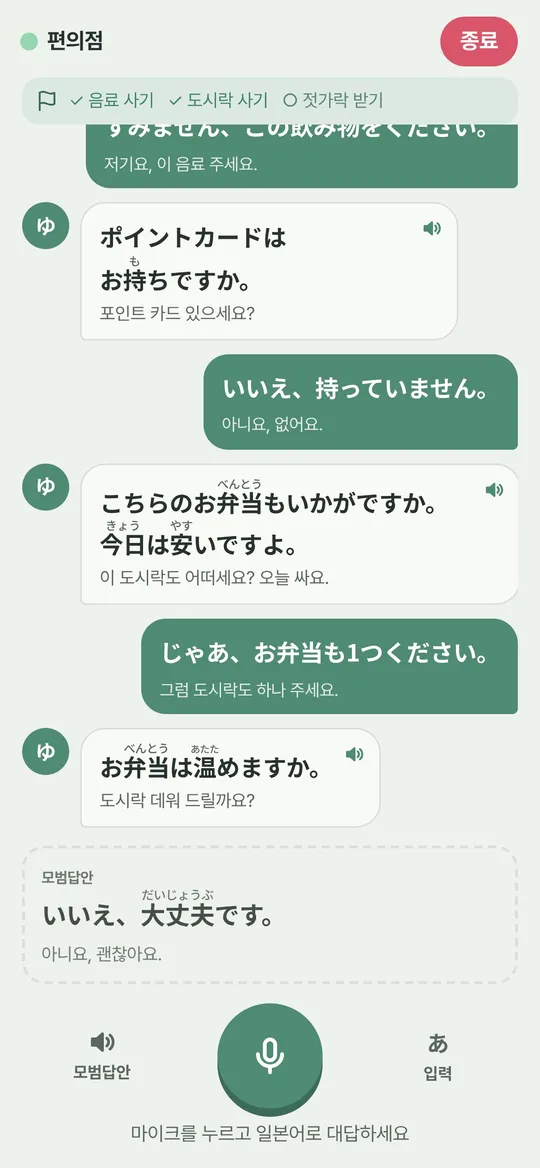 편의점
종료
✓ 음료 사기 ✓ 도시락 사기 ○ 젓가락 받기
すみません、この飲み物をください。
저기요, 이 음료 주세요.
ゆ
ポイントカードは
も
お持ちですか。
포인트 카드 있으세요?
いいえ、持っていません。
아니요, 없어요.
ゆ
べんとう
こちらのお弁当もいかがですか。
きょう やす
今日は安いですよ。
이 도시락도 어떠세요? 오늘 싸요.
じゃあ、お弁当も1つください。
그럼 도시락도 하나 주세요.
ゆ
べんとう あたた
お弁当は温めますか。
도시락 데워 드릴까요?
모범답안
だいじょうぶ
いいえ、大丈夫です。
아니요, 괜찮아요.
모범답안
あ
입력
마이크를 누르고 일본어로 대답하세요